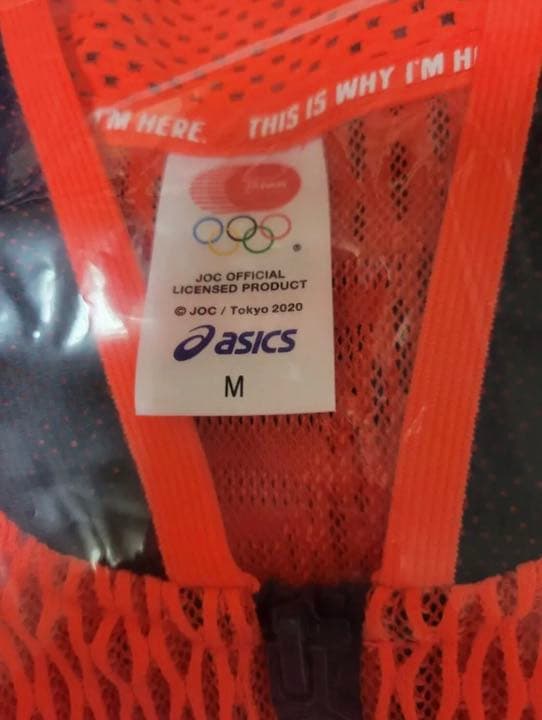 I'M HERE.
THIS IS WHY I'M H
JOC OFFICIAL
LICENSED PRODUCT
© JOC / Tokyo 2020
asics
M